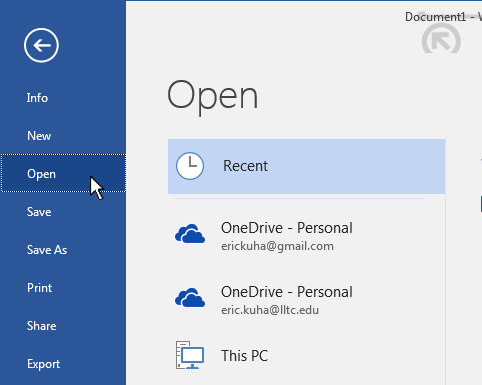 Document1 -
Info
New
Open
Save
Save As
Print
Share
Export
Open
Recent
OneDrive - Personal
erickuha@gmail.com
OneDrive - Personal
eric.kuha@lltc.edu
This PC